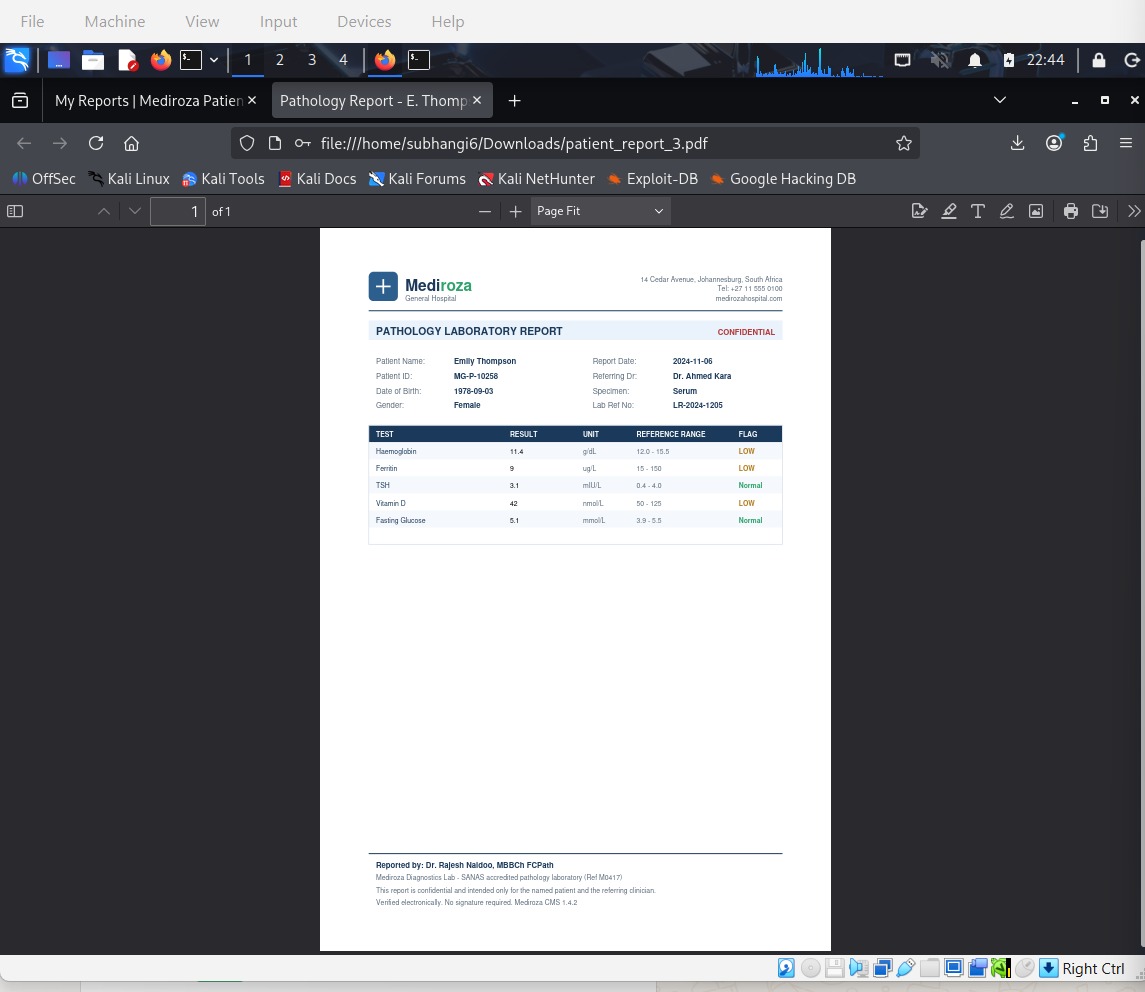 File Machine View Input Devices Help
1 2 3 4 22:44
My Reports | Mediroza Patien Pathology Report - E. Thomp
file:///home/subhangi6/Downloads/patient_report_3.pdf
OffSec Kali Linux Kali Tools Kali Docs Kali Forums Kali NetHunter Exploit-DB Google Hacking DB
1 of 1 Page Fit
Mediroza
General Hospital
14 Cedar Avenue, Johannesburg, South Africa
Tel: +27 11 555 0100
medirozahospital.com
PATHOLOGY LABORATORY REPORT CONFIDENTIAL
Patient Name: Emily Thompson Report Date: 2024-11-06
Patient ID: MG-P-10258 Referring Dr: Dr. Ahmed Kara
Date of Birth: 1978-09-03 Specimen: Serum
Gender: Female Lab Ref No: LR-2024-1205
TEST RESULT UNIT REFERENCE RANGE FLAG
Haemoglobin 11.4 g/dL 12.0 - 15.5 LOW
Ferritin 9 ug/L 15 - 150 LOW
TSH 3.1 mIU/L 0.4 - 4.0 Normal
Vitamin D 42 nmol/L 50 - 125 LOW
Fasting Glucose 5.1 mmol/L 3.9 - 5.5 Normal
Reported by: Dr. Rajesh Naidoo, MBBCh FCPath
Mediroza Diagnostics Lab - SANAS accredited pathology laboratory (Ref M0417)
This report is confidential and intended only for the named patient and the referring clinician.
Verified electronically. No signature required. Mediroza CMS 1.4.2
Right Ctrl